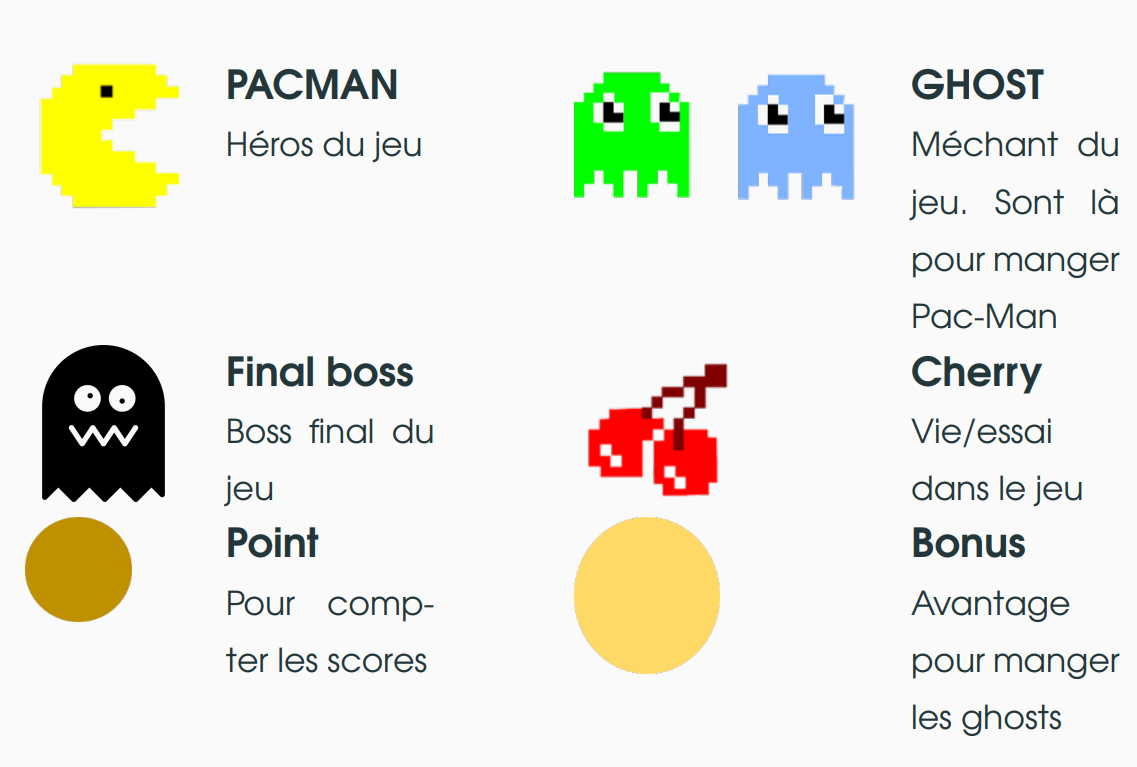 PACMAN
Héros du jeu
GHOST
Méchant du
jeu. Sont là
pour manger
Pac-Man
Final boss
Boss final du
jeu
Cherry
Vie/essai
dans le jeu
Point
Pour comp-
ter les scores
Bonus
Avantage
pour manger
les ghosts